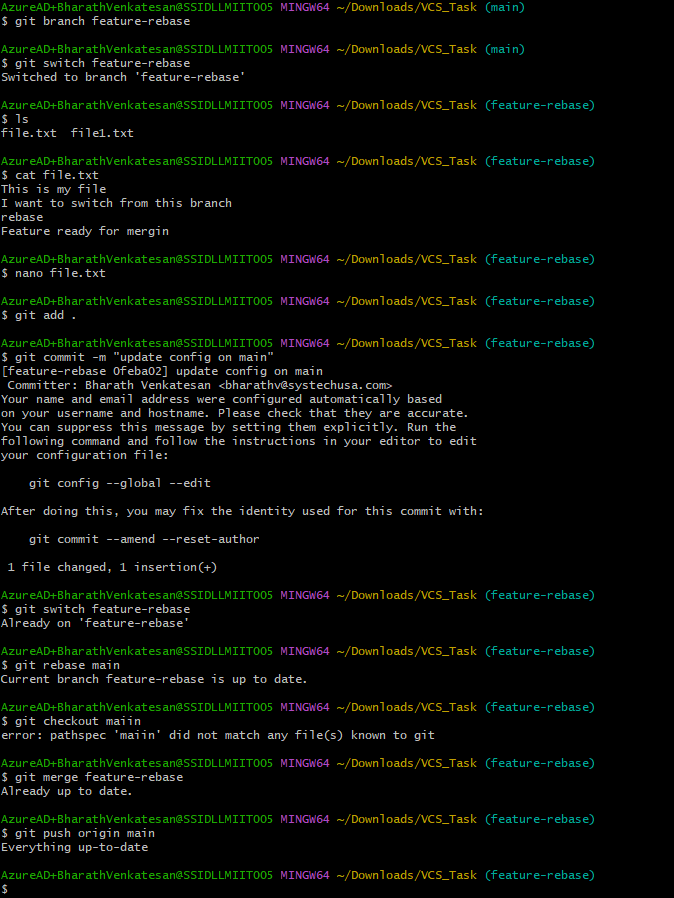 AzureAD+BharathVenkatesan@SSIDLLMIIT005 MINGW64 ~/Downloads/VCS_Task (main)
$ git branch feature-rebase
AzureAD+BharathVenkatesan@SSIDLLMIIT005 MINGW64 ~/Downloads/VCS_Task (main)
$ git switch feature-rebase
Switched to branch 'feature-rebase'
AzureAD+BharathVenkatesan@SSIDLLMIIT005 MINGW64 ~/Downloads/VCS_Task (feature-rebase)
$ ls
file.txt  file1.txt
AzureAD+BharathVenkatesan@SSIDLLMIIT005 MINGW64 ~/Downloads/VCS_Task (feature-rebase)
$ cat file.txt
This is my file
I want to switch from this branch
rebase
Feature ready for mergin
AzureAD+BharathVenkatesan@SSIDLLMIIT005 MINGW64 ~/Downloads/VCS_Task (feature-rebase)
$ nano file.txt
AzureAD+BharathVenkatesan@SSIDLLMIIT005 MINGW64 ~/Downloads/VCS_Task (feature-rebase)
$ git add .
AzureAD+BharathVenkatesan@SSIDLLMIIT005 MINGW64 ~/Downloads/VCS_Task (feature-rebase)
$ git commit -m "update config on main"
[feature-rebase 0feba02] update config on main
 Committer: Bharath Venkatesan <bharathv@systechusa.com>
Your name and email address were configured automatically based
on your username and hostname. Please check that they are accurate.
You can suppress this message by setting them explicitly. Run the
following command and follow the instructions in your editor to edit
your configuration file:
    git config --global --edit
After doing this, you may fix the identity used for this commit with:
    git commit --amend --reset-author
 1 file changed, 1 insertion(+)
AzureAD+BharathVenkatesan@SSIDLLMIIT005 MINGW64 ~/Downloads/VCS_Task (feature-rebase)
$ git switch feature-rebase
Already on 'feature-rebase'
AzureAD+BharathVenkatesan@SSIDLLMIIT005 MINGW64 ~/Downloads/VCS_Task (feature-rebase)
$ git rebase main
Current branch feature-rebase is up to date.
AzureAD+BharathVenkatesan@SSIDLLMIIT005 MINGW64 ~/Downloads/VCS_Task (feature-rebase)
$ git checkout maiin
error: pathspec 'maiin' did not match any file(s) known to git
AzureAD+BharathVenkatesan@SSIDLLMIIT005 MINGW64 ~/Downloads/VCS_Task (feature-rebase)
$ git merge feature-rebase
Already up to date.
AzureAD+BharathVenkatesan@SSIDLLMIIT005 MINGW64 ~/Downloads/VCS_Task (feature-rebase)
$ git push origin main
Everything up-to-date
AzureAD+BharathVenkatesan@SSIDLLMIIT005 MINGW64 ~/Downloads/VCS_Task (feature-rebase)
$